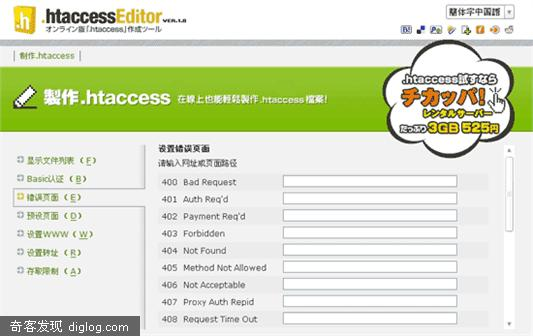 .htaccessEditor VER.1.0
オンライン版「.htaccess」作成ツール
簡体字中国語
制作.htaccess
製作.htaccess 在線上也能輕鬆製作.htaccess檔案!
.htaccess試すなら
チカッパ!
レンタルサーバー
たっぷり3GB 525円
显示文件列表 (F)
Basic认证 (B)
错误页面 (E)
预设页面 (D)
设置WWW (W)
设置转址 (R)
存取限制 (A)
设置错误页面
请输入网址或页面路径
400 Bad Request
401 Auth Req'd
402 Payment Req'd
403 Forbidden
404 Not Found
405 Method Not Allowed
406 Not Acceptable
407 Proxy Auth Repid
408 Request Time Out
奇客发现 diglog.com